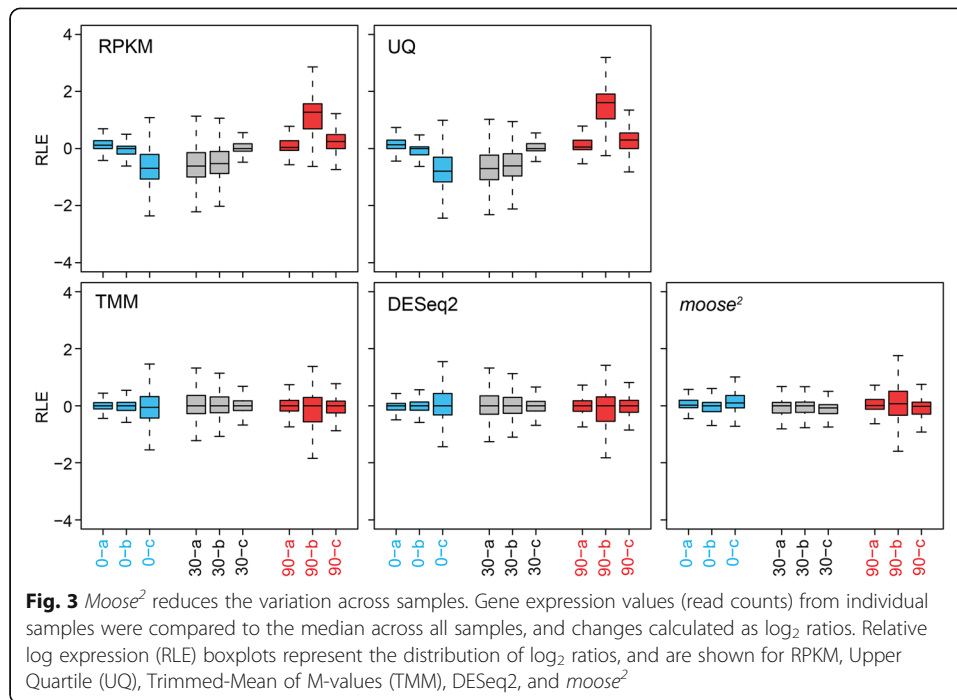 RPKM
UQ
4
2
0
−2
−4
RLE
TMM
DESeq2
moose²
4
2
0
−2
−4
RLE
0−a
0−b
0−c
30−a
30−b
30−c
90−a
90−b
90−c
0−a
0−b
0−c
30−a
30−b
30−c
90−a
90−b
90−c
0−a
0−b
0−c
30−a
30−b
30−c
90−a
90−b
90−c
Fig. 3 Moose² reduces the variation across samples. Gene expression values (read counts) from individual
samples were compared to the median across all samples, and changes calculated as log₂ ratios. Relative
log expression (RLE) boxplots represent the distribution of log₂ ratios, and are shown for RPKM, Upper
Quartile (UQ), Trimmed-Mean of M-values (TMM), DESeq2, and moose²